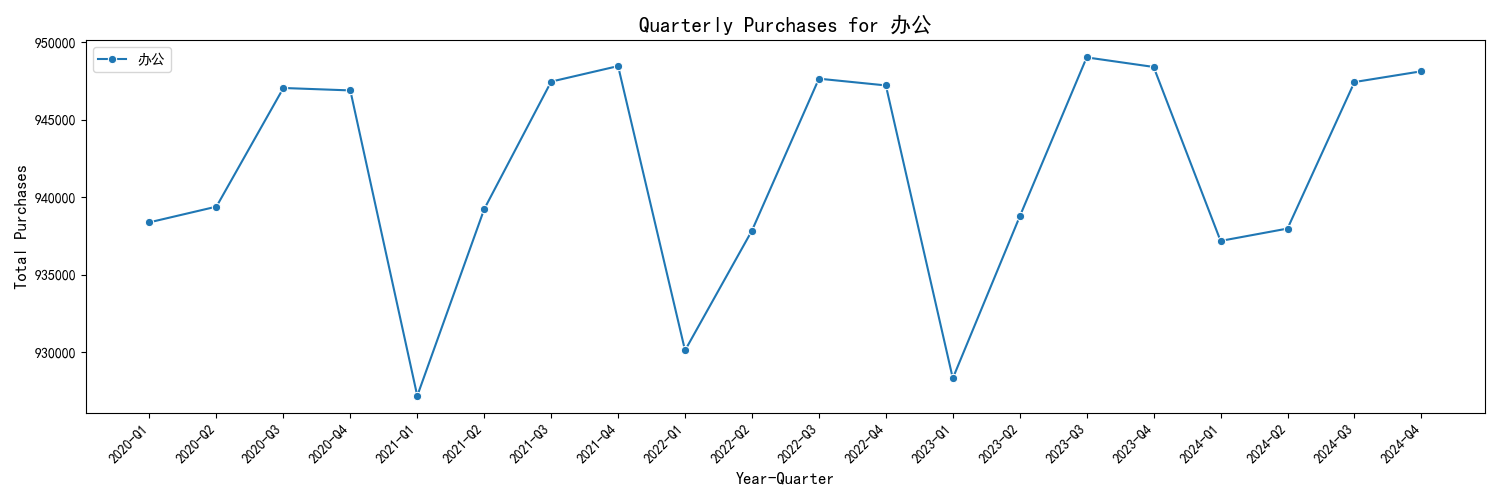 Quarterly Purchases for 办公
办公
950000
945000
940000
935000
930000
Total Purchases
2020-Q1
2020-Q2
2020-Q3
2020-Q4
2021-Q1
2021-Q2
2021-Q3
2021-Q4
2022-Q1
2022-Q2
2022-Q3
2022-Q4
2023-Q1
2023-Q2
2023-Q3
2023-Q4
2024-Q1
2024-Q2
2024-Q3
2024-Q4
Year-Quarter